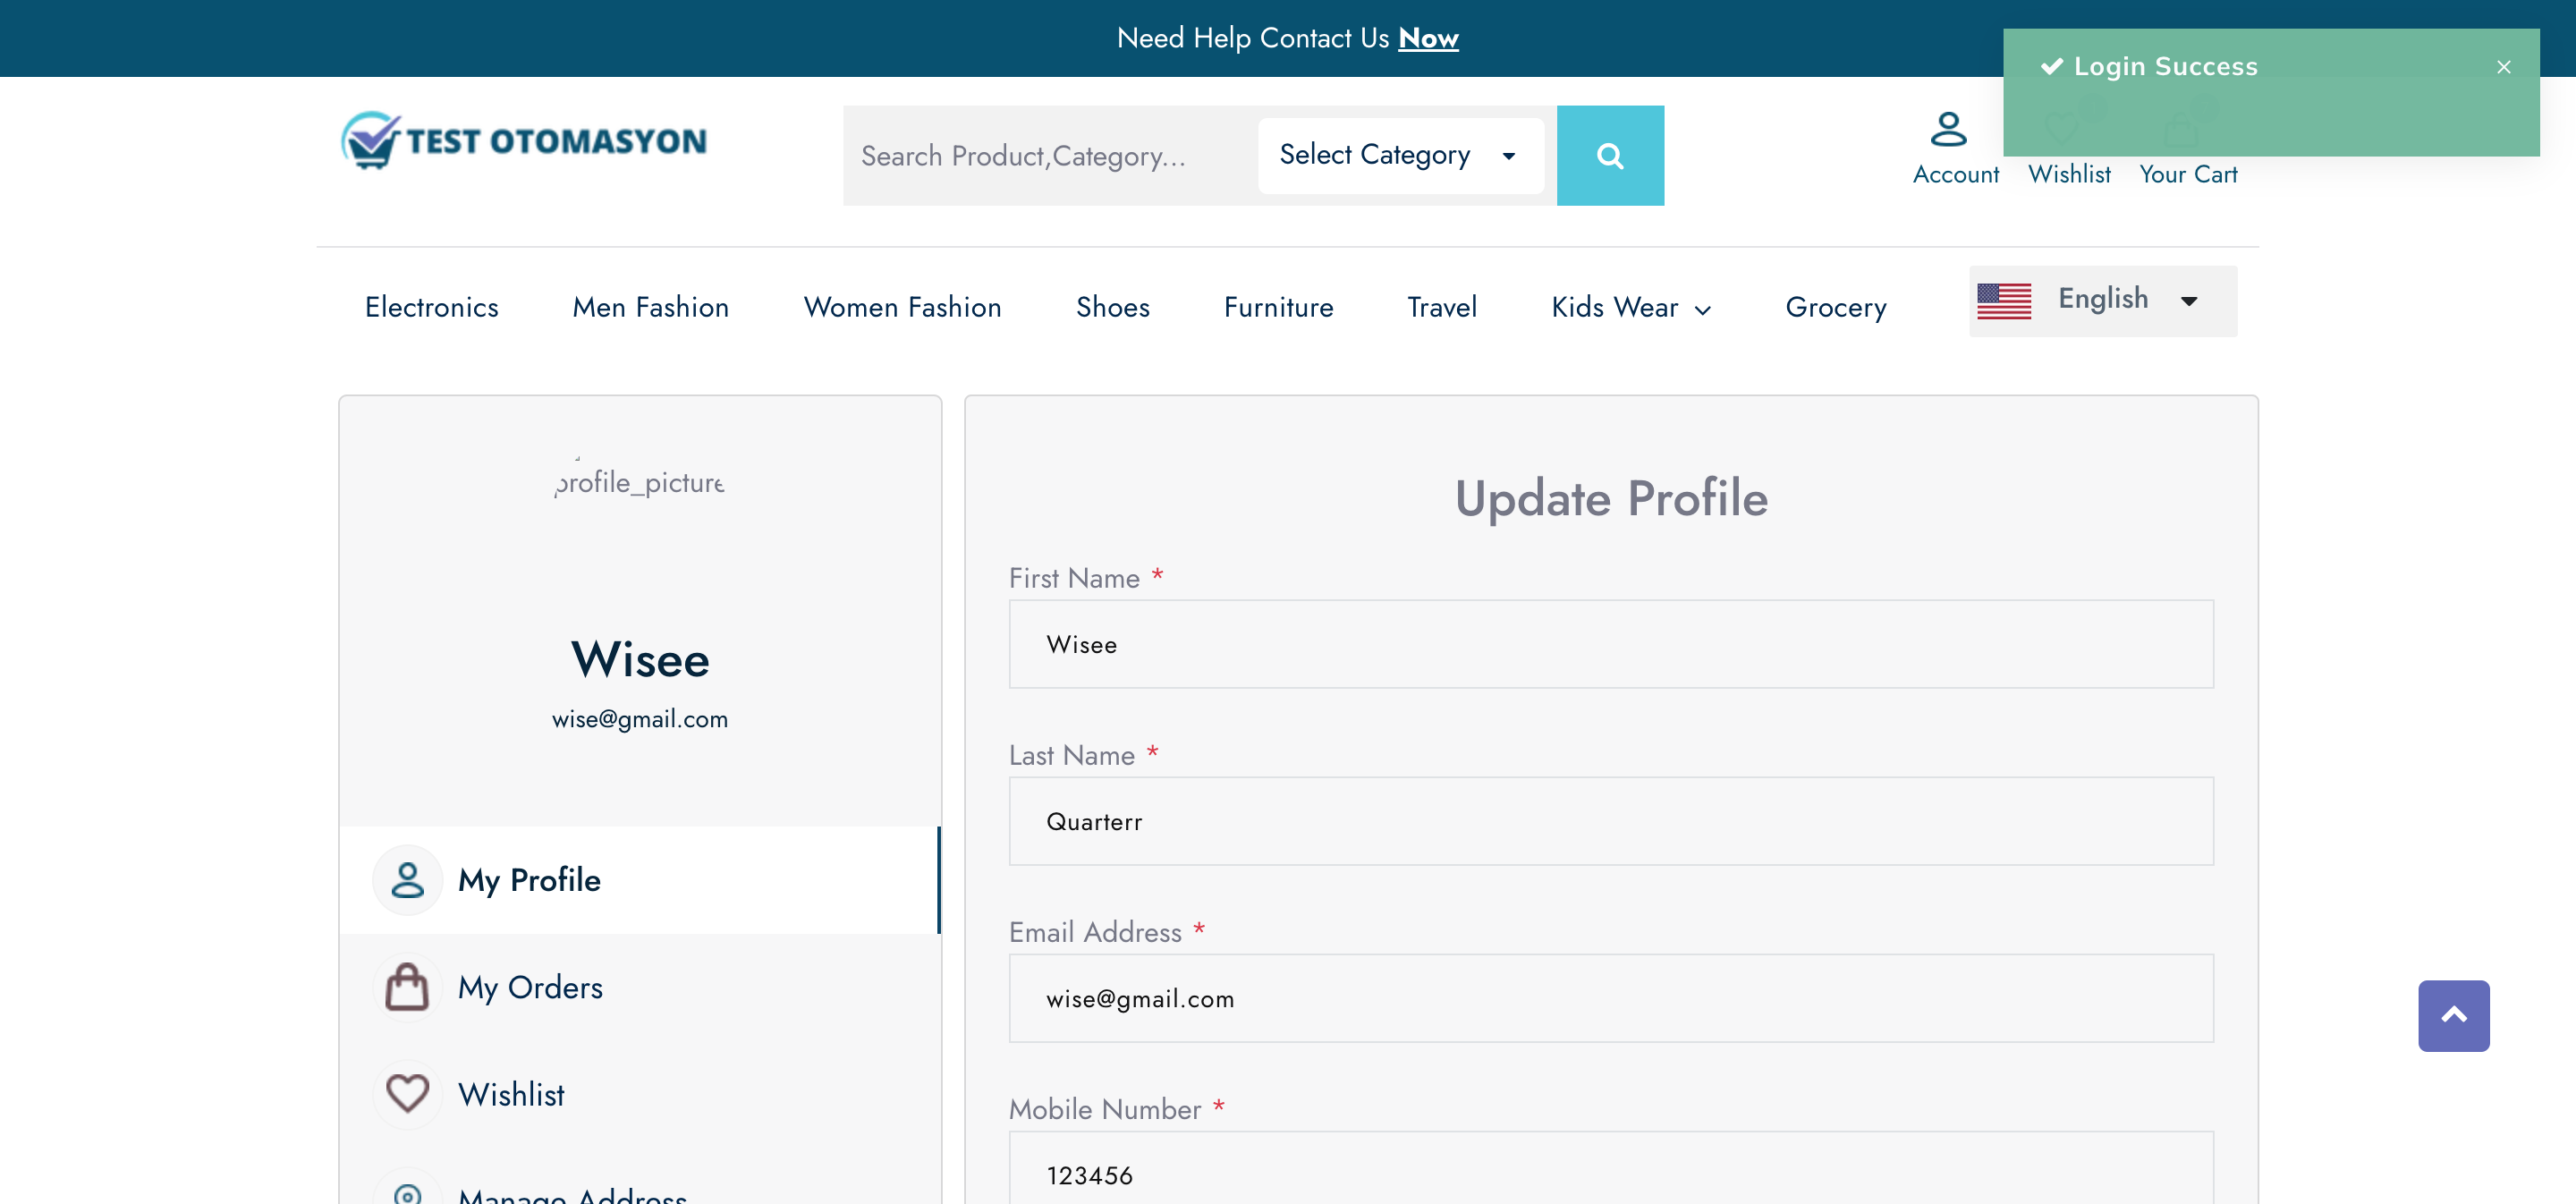 Need Help Contact Us Now
Login Success
TEST OTOMASYON
Search Product,Category...
Select Category
Account
Wishlist
Your Cart
Electronics
Men Fashion
Women Fashion
Shoes
Furniture
Travel
Kids Wear
Grocery
English
profile_picture
Wisee
wise@gmail.com
My Profile
My Orders
Wishlist
Manage Address
Update Profile
First Name *
Wisee
Last Name *
Quarterr
Email Address *
wise@gmail.com
Mobile Number *
123456